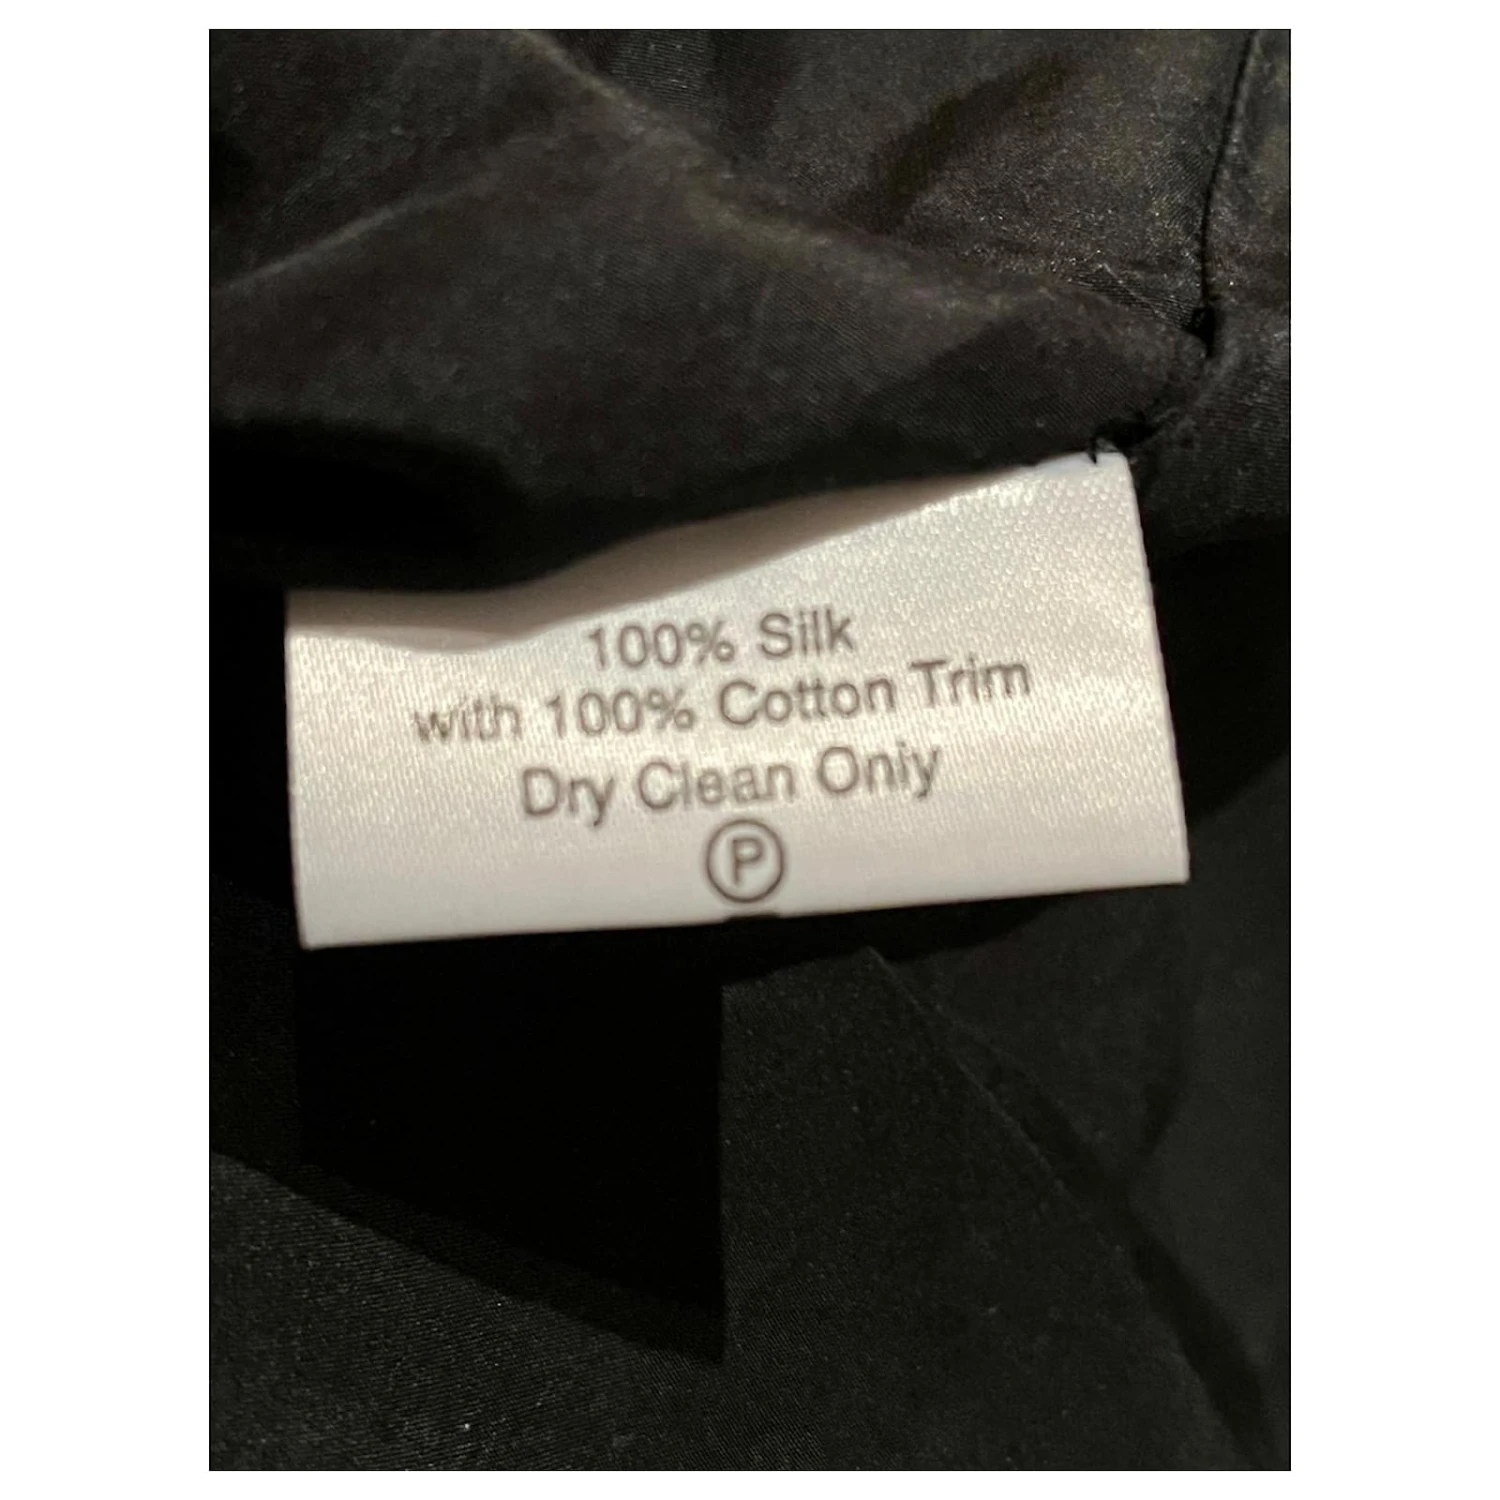 100% Silk
with 100% Cotton Trim
Dry Clean Only
P